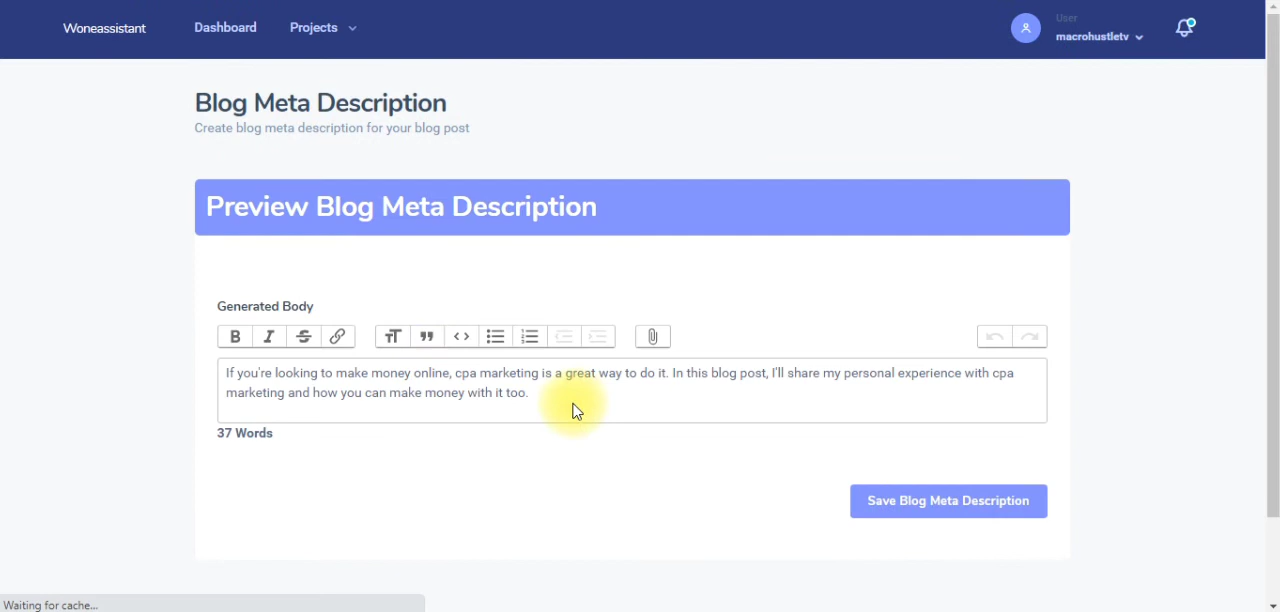 Woneassistant
Dashboard
Projects
User
macrohustletv
Blog Meta Description
Create blog meta description for your blog post
Preview Blog Meta Description
Generated Body
If you're looking to make money online, cpa marketing is a great way to do it. In this blog post, I'll share my personal experience with cpa
marketing and how you can make money with it too.
37 Words
Save Blog Meta Description
Waiting for cache...